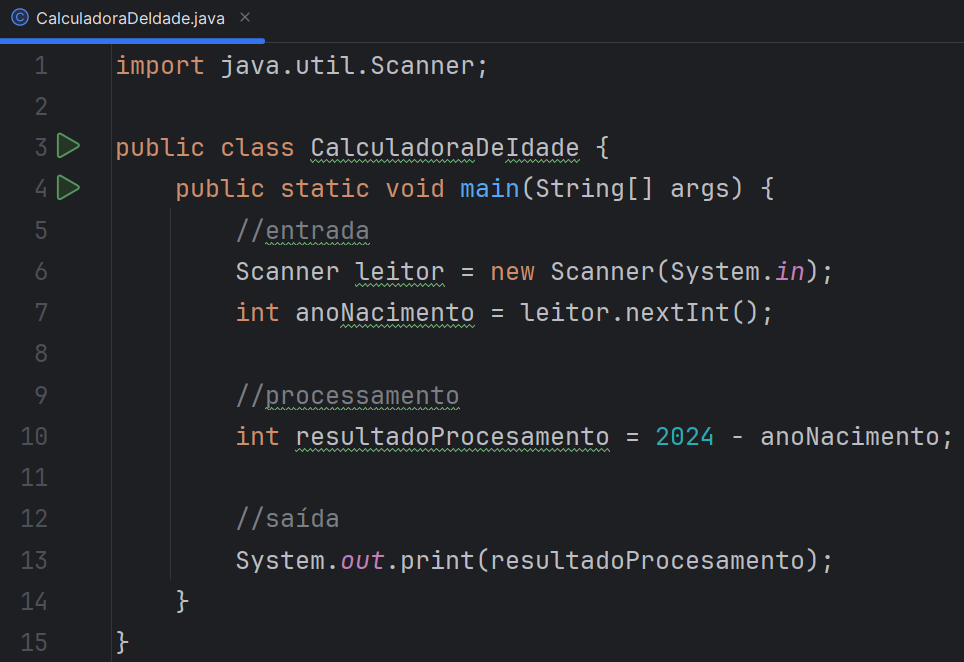 CalculadoraDeIdade.java
1 import java.util.Scanner;
2
3 public class CalculadoraDeIdade {
4 public static void main(String[] args) {
5 //entrada
6 Scanner leitor = new Scanner(System.in);
7 int anoNacimento = leitor.nextInt();
8
9 //processamento
10 int resultadoProcesamento = 2024 - anoNacimento;
11
12 //saída
13 System.out.print(resultadoProcesamento);
14 }
15 }